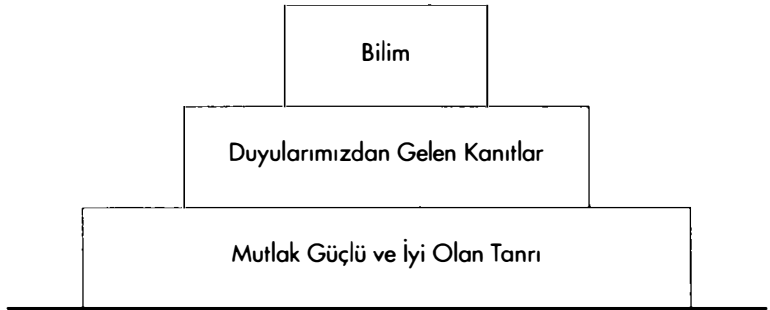 Bilim
Duyularımızdan Gelen Kanıtlar
Mutlak Güçlü ve İyi Olan Tanrı